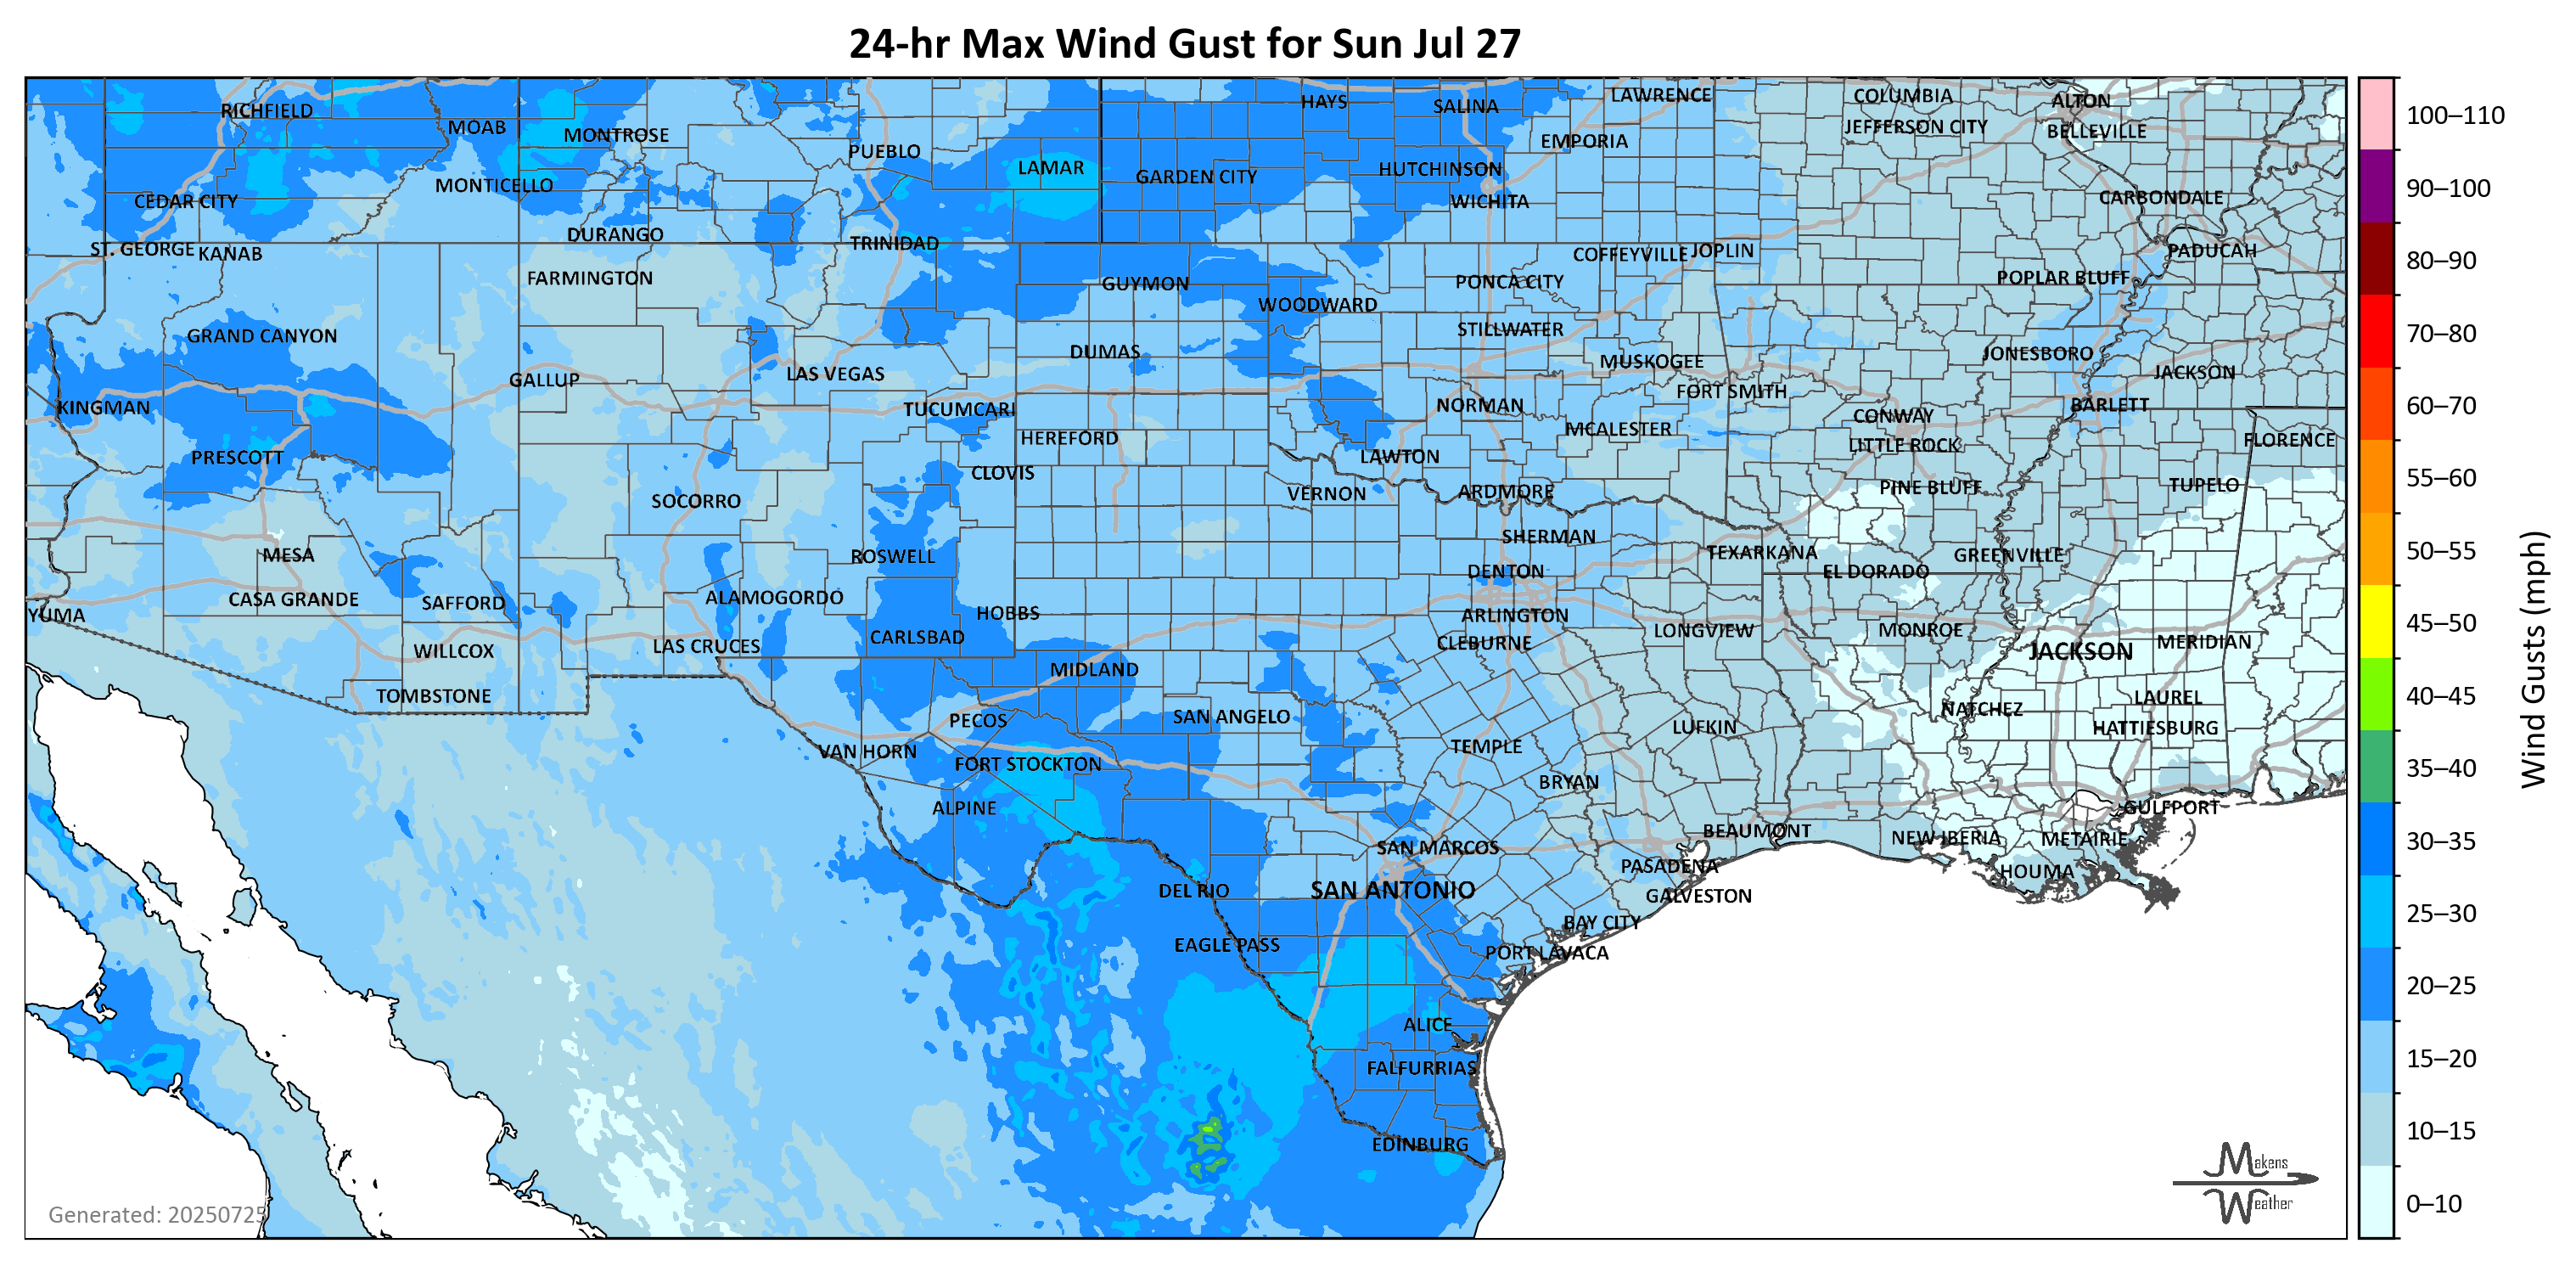 24-hr Max Wind Gust for Sun Jul 27
RICHFIELD
MOAB
MONTROSE
PUEBLO
LAMAR
HAYS
SALINA
LAWRENCE
COLUMBIA
ALTON
JEFFERSON CITY
BELLEVILLE
EMPORIA
GARDEN CITY
HUTCHINSON
MONTICELLO
CEDAR CITY
WICHITA
CARBONDALE
DURANGO
TRINIDAD
ST. GEORGE
KANAB
COFFEYVILLE
JOPLIN
PADUCAH
FARMINGTON
GUYMON
PONCA CITY
POPLAR BLUFF
WOODWARD
GRAND CANYON
STILLWATER
DUMAS
MUSKOGEE
JONESBORO
GALLUP
LAS VEGAS
JACKSON
FORT SMITH
KINGMAN
TUCUMCARI
NORMAN
BARLETT
CONWAY
HEREFORD
MCALESTER
LITTLE ROCK
FLORENCE
PRESCOTT
CLOVIS
LAWTON
SOCORRO
VERNON
ARDMORE
PINE BLUFF
TUPELO
MESA
ROSWELL
SHERMAN
TEXARKANA
GREENVILLE
DENTON
EL DORADO
CASA GRANDE
SAFFORD
ALAMOGORDO
YUMA
HOBBS
ARLINGTON
LAS CRUCES
CARLSBAD
CLEBURNE
LONGVIEW
MONROE
MERIDIAN
WILLCOX
JACKSON
MIDLAND
TOMBSTONE
LAUREL
PECOS
SAN ANGELO
NATCHEZ
LUFKIN
HATTIESBURG
VAN HORN
TEMPLE
FORT STOCKTON
BRYAN
ALPINE
GULFPORT
SAN MARCOS
BEAUMONT
NEW IBERIA
METAIRIE
PASADENA
HOUMA
DEL RIO
SAN ANTONIO
GALVESTON
BAY CITY
EAGLE PASS
PORT LAVACA
ALICE
FALFURRIAS
EDINBURG
Generated: 20250725
Makens
Weather
100–110
90–100
80–90
70–80
60–70
55–60
50–55
45–50
40–45
35–40
30–35
25–30
20–25
15–20
10–15
0–10
Wind Gusts (mph)